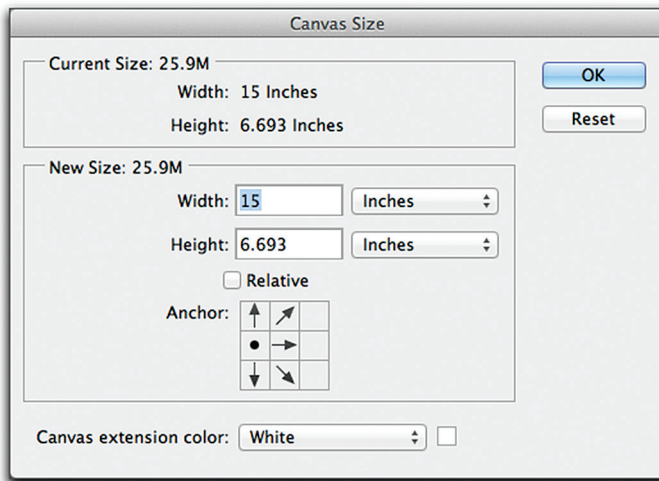 Canvas Size
Current Size: 25.9M
Width: 15 Inches
Height: 6.693 Inches
OK
Reset
New Size: 25.9M
Width: 15 Inches
Height: 6.693 Inches
Relative
Anchor:
Canvas extension color: White